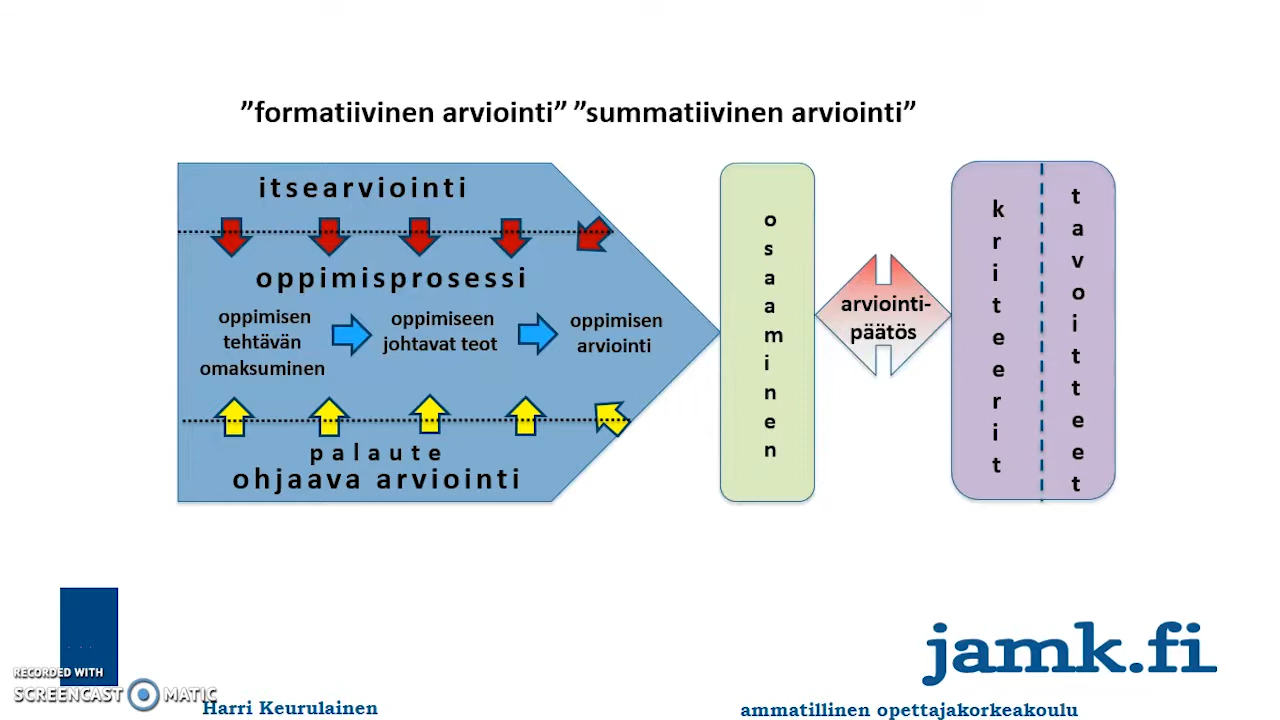 ”formatiivinen arviointi” ”summatiivinen arviointi”
itsearviointi
oppimisprosessi
oppimisen
tehtävän
omaksuminen
oppimiseen
johtavat teot
oppimisen
arviointi
palaute
ohjaava arviointi
osaaminen
arviointi-
päätös
kriteerit
tavoitteet
jamk.fi
RECORDED WITH
SCREENCAST MATIC
Harri Keurulainen
ammatillinen opettajakorkeakoulu